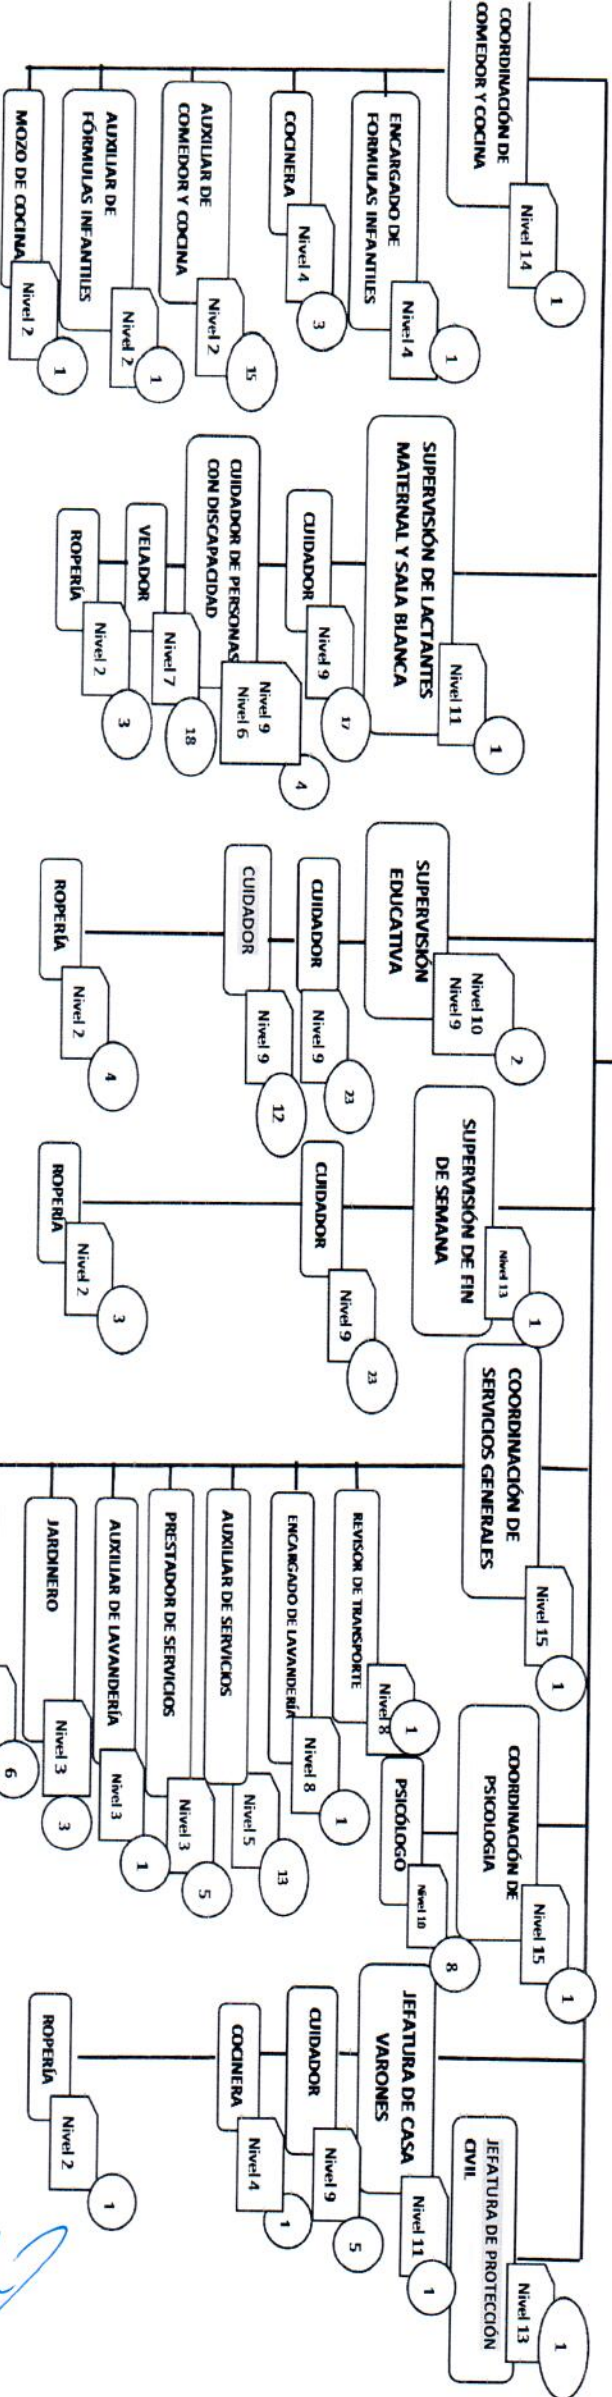 COORDINACIÓN DE
COMEDOR Y COCINA
Nivel 14
1
ENCARGADO DE
FORMULAS INFANTILES
Nivel 4
1
COCINERA
Nivel 4
3
AUXILIAR DE
COMEDOR Y COCINA
Nivel 2
15
AUXILIAR DE
FÓRMULAS INFANTILES
Nivel 2
1
MOZO DE COCINA
Nivel 2
1
SUPERVISIÓN DE LACTANTES
MATERNAL Y SALA BLANCA
Nivel 11
1
CUIDADOR
Nivel 9
17
CUIDADOR DE PERSONAS
CON DISCAPACIDAD
Nivel 9
Nivel 6
4
VELADOR
Nivel 7
18
ROPERÍA
Nivel 2
3
SUPERVISIÓN
EDUCATIVA
Nivel 10
Nivel 9
2
CUIDADOR
Nivel 9
23
CUIDADOR
Nivel 9
12
ROPERÍA
Nivel 2
4
SUPERVISIÓN DE FIN
DE SEMANA
Nivel 13
1
CUIDADOR
Nivel 9
23
ROPERÍA
Nivel 2
3
COORDINACIÓN DE
SERVICIOS GENERALES
Nivel 15
1
REVISOR DE TRANSPORTE
Nivel 8
1
ENCARGADO DE LAVANDERÍA
Nivel 8
1
AUXILIAR DE SERVICIOS
Nivel 5
13
PRESTADOR DE SERVICIOS
Nivel 3
5
AUXILIAR DE LAVANDERÍA
Nivel 3
1
JARDINERO
Nivel 3
3
6
COORDINACIÓN DE
PSICOLOGIA
Nivel 15
1
PSICÓLOGO
Nivel 10
8
JEFATURA DE CASA
VARONES
Nivel 11
1
CUIDADOR
Nivel 9
5
COCINERA
Nivel 4
1
ROPERÍA
Nivel 2
1
JEFATURA DE PROTECCIÓN
CIVIL
Nivel 13
1